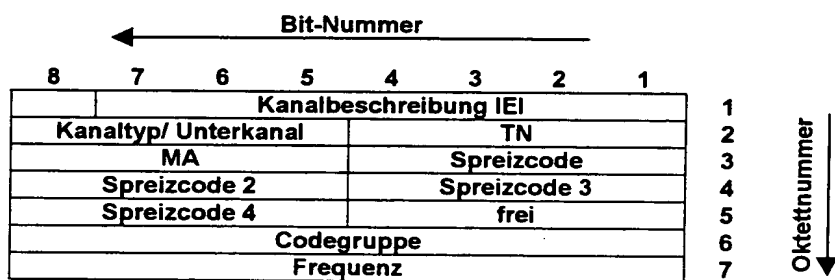 Bit-Nummer
8 7 6 5 4 3 2 1
Kanalbeschreibung IEI 1
Kanaltyp/ Unterkanal TN 2
MA Spreizcode 3
Spreizcode 2 Spreizcode 3 4
Spreizcode 4 frei 5
Codegruppe 6
Frequenz 7
Oktettnummer